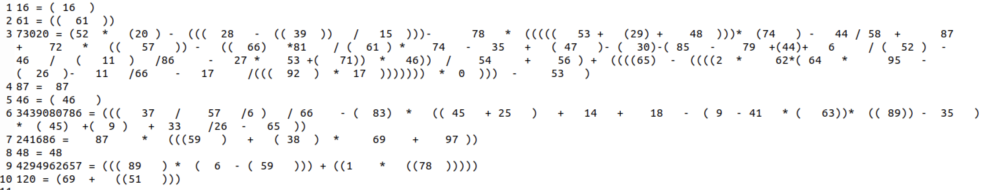 1 16 = ( 16  )
2 61 = ((  61  ))
3 73020 = (52  *   (20 ) - (((  28   - (( 39  ))   /   15  )))-      78   *  (((((   53 +   (29) +    48  )))*  (74   ) -   44 / 58  +      87
+    72   *   ((   57   )) -   ((  66)   *81     / (  61 ) *    74   -   35   +   ( 47   )- (  30)-( 85   -    79  +(44)+  6     / (  52 )  -
46   /   (   11  )   /86     -   27 *    53 +(   71))  *   46))  /    54     +    56 ) +  ((((65)  -  ((((2  *     62*( 64   *      95   -
(  26  )-   11   /66    -   17      /(((  92  )  *  17  )))))))  *  0  )))  -     53   )
4 87 =  87
5 46 = ( 46   )
6 3439080786 = (((   37   /    57   /6 )   / 66    - (  83)  *   (( 45   + 25   )   +   14   +    18   -  ( 9  - 41   * (   63))*  (( 89)) -  35   )
*  ( 45)  +(  9 )   +  33    /26  -   65  ))
7 241686 =    87     *   (((59   )   +   ( 38  )  *     69    +    97 ))
8 48 = 48
9 4294962657 = ((( 89   ) *  (  6  - ( 59   ))) + ((1    *   ((78  )))))
10 120 = (69  +   ((51   )))